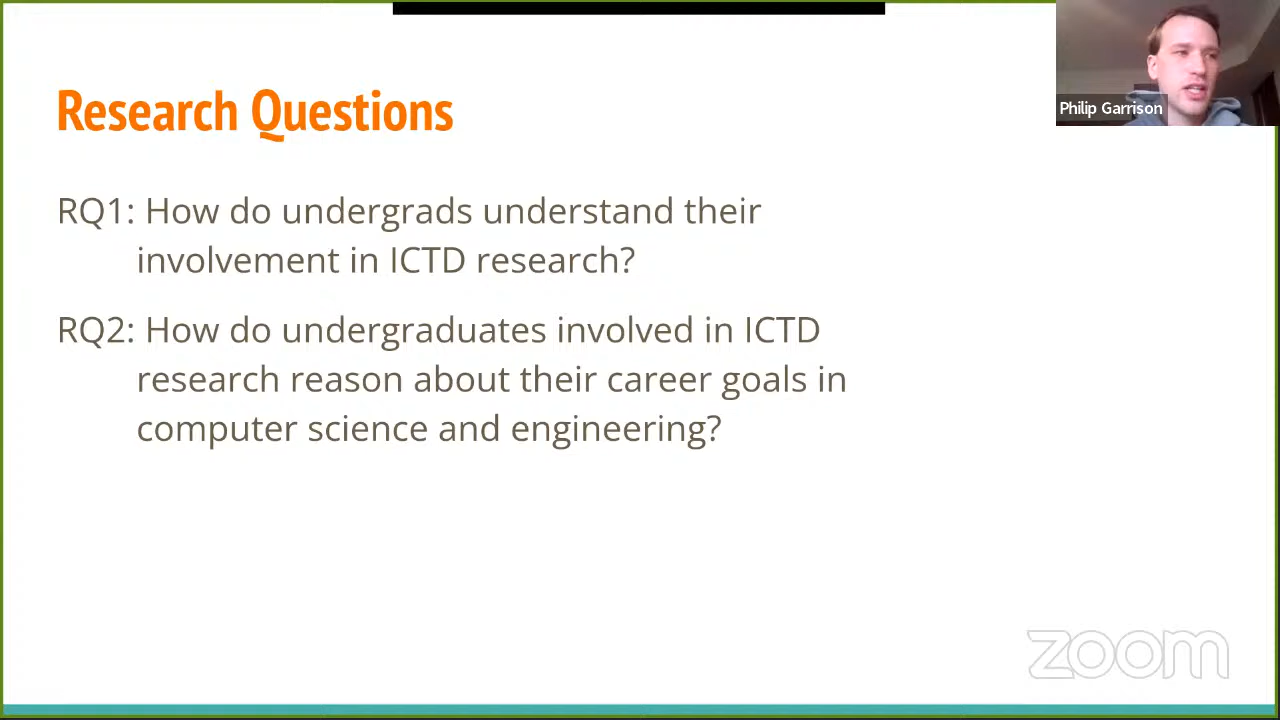 Research Questions
Philip Garrison
RQ1: How do undergrads understand their
involvement in ICTD research?
RQ2: How do undergraduates involved in ICTD
research reason about their career goals in
computer science and engineering?
zoom